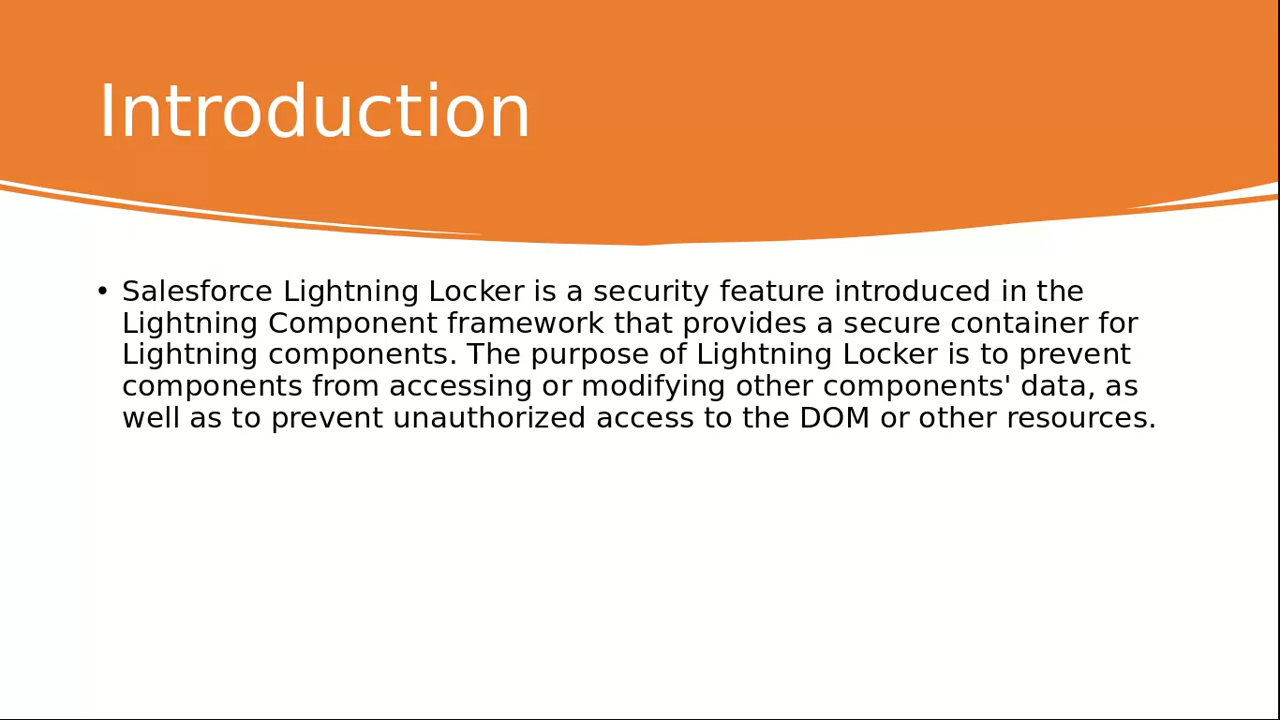 Introduction
• Salesforce Lightning Locker is a security feature introduced in the
Lightning Component framework that provides a secure container for
Lightning components. The purpose of Lightning Locker is to prevent
components from accessing or modifying other components' data, as
well as to prevent unauthorized access to the DOM or other resources.